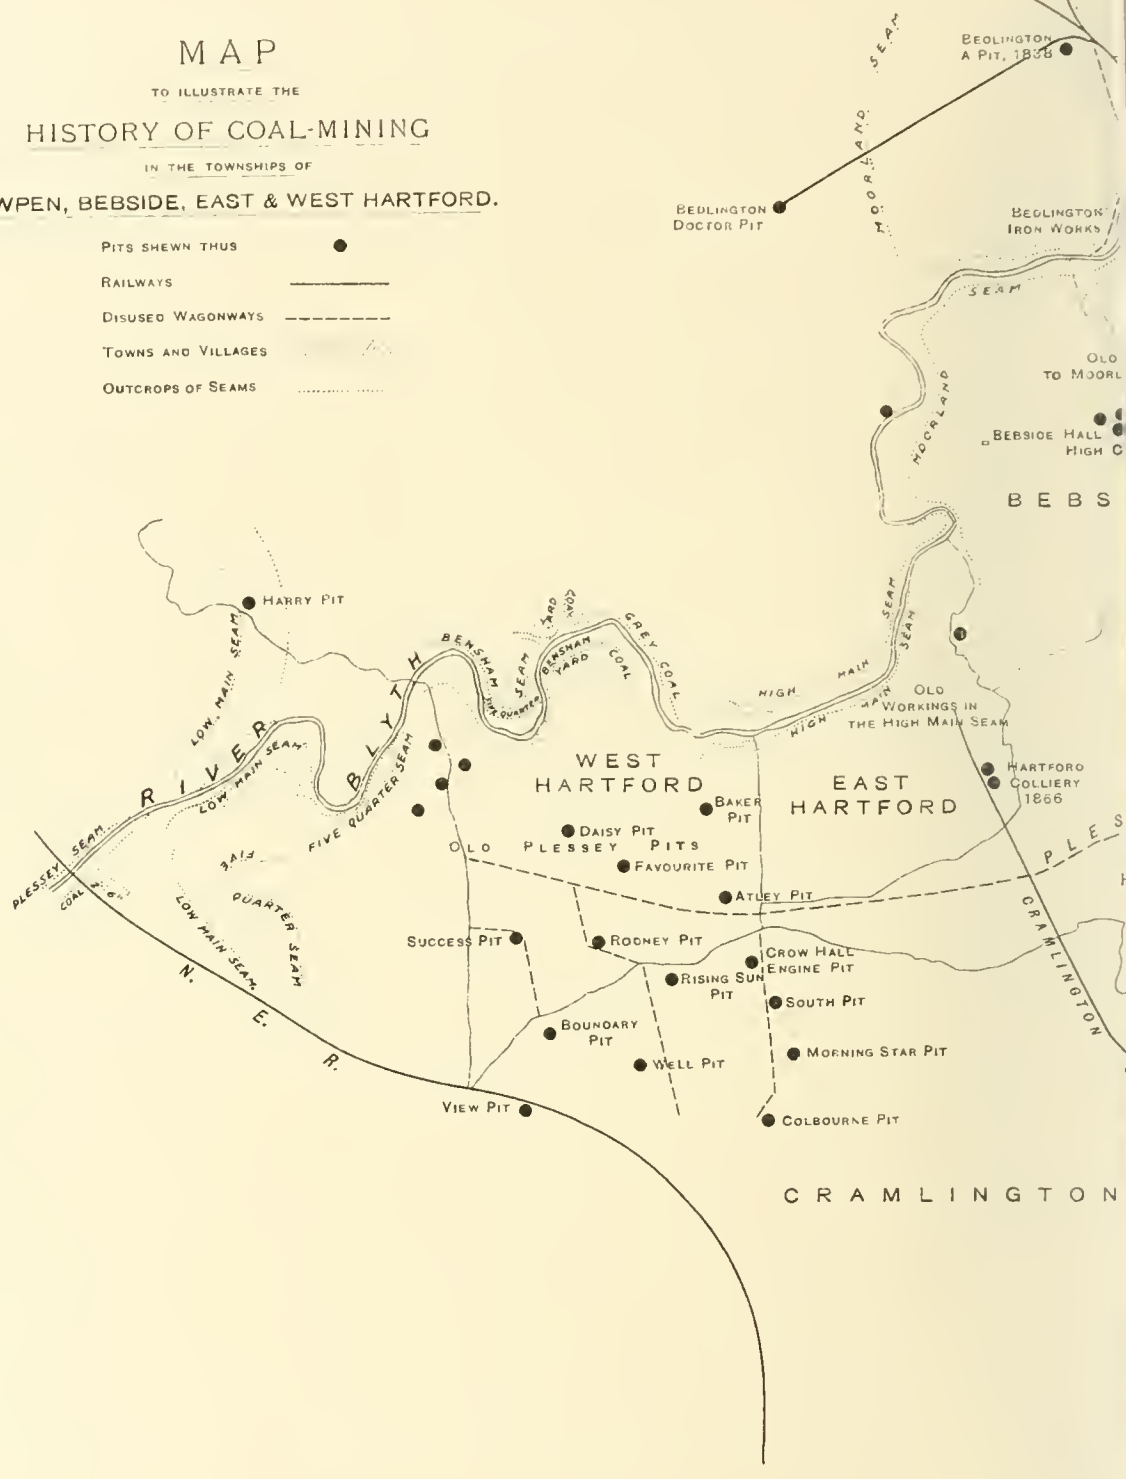 MAP
TO ILLUSTRATE THE
HISTORY OF COAL-MINING
IN THE TOWNSHIPS OF
WPEN, BEBSIDE, EAST & WEST HARTFORD.
PITS SHEWN THUS
RAILWAYS
DISUSED WAGONWAYS
TOWNS AND VILLAGES
OUTCROPS OF SEAMS
BEDLINGTON
A PIT, 1838
MOORLAND SEAM
BEDLINGTON
DOCTOR PIT
BEDLINGTON
IRON WORKS
SEAM
MOORLAND
OLD
TO MOORL
BEBSIDE HALL
HIGH C
BEBS
HARRY PIT
LOW MAIN SEAM
RIVER BLYTH
BENSHAM
SEAM
FIVE QUARTER
YARD
COAL
BENSHAM
YARD
COAL
GREY COAL
HIGH MAIN SEAM
HIGH MAIN SEAM
OLD
WORKINGS IN
THE HIGH MAIN SEAM
LOW MAIN SEAM
FIVE QUARTER SEAM
PLESSEY SEAM
COAL 2' 6"
FIVE
QUARTER SEAM
LOW MAIN SEAM.
WEST
HARTFORD
EAST
HARTFORD
HARTFORD
COLLIERY
1866
BAKER
PIT
DAISY PIT
OLD PLESSEY PITS
FAVOURITE PIT
ATLEY PIT
PLES
H
CRAMLINGTON
SUCCESS PIT
RODNEY PIT
CROW HALL
ENGINE PIT
RISING SUN
PIT
SOUTH PIT
BOUNDARY
PIT
WELL PIT
MORNING STAR PIT
N. E. R.
VIEW PIT
COLBOURNE PIT
CRAMLINGTON